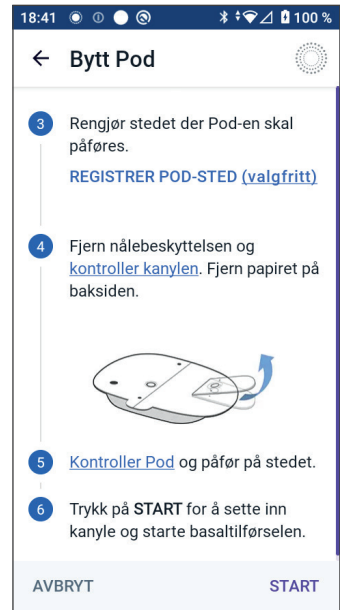 18:41 100 %
Bytt Pod
3 Rengjør stedet der Pod-en skal
påføres.
REGISTRER POD-STED (valgfritt)
4 Fjern nålebeskyttelsen og
kontroller kanylen. Fjern papiret på
baksiden.
5 Kontroller Pod og påfør på stedet.
6 Trykk på START for å sette inn
kanyle og starte basaltilførselen.
AVBRYT START